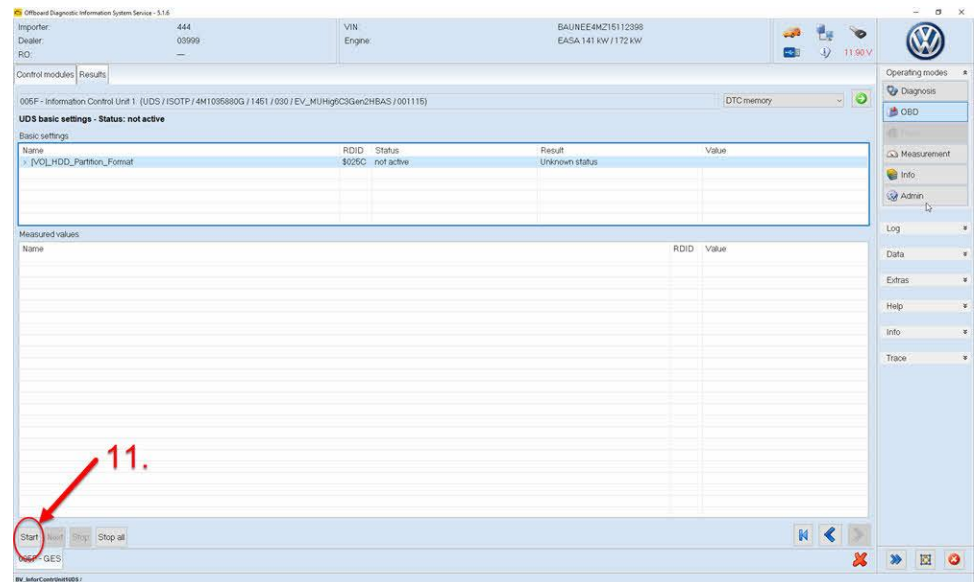 Offboard Diagnostic Information System Service - 5.1.6
Importer: 444 VIN: BAUNEE4MZ15112398
Dealer: 03999 Engine: EASA 141 kW / 172 kW
RO: ---
11.90 V
Control modules Results
005F - Information Control Unit 1 (UDS / ISOTP / 4M1035880G / 1451 / 030 / EV_MUHig6C3Gen2HBAS / 001115) DTC memory
UDS basic settings - Status: not active
Basic settings
Name RDID Status Result Value
> [VO]_HDD_Partition_Format $025C not active Unknown status
Measured values
Name RDID Value
11.
Start Next Stop Stop all
005F - GES
BV_InforContrUnit1UDS /
Operating modes
Diagnosis
OBD
Measurement
Info
Admin
Log
Data
Extras
Help
Info
Trace